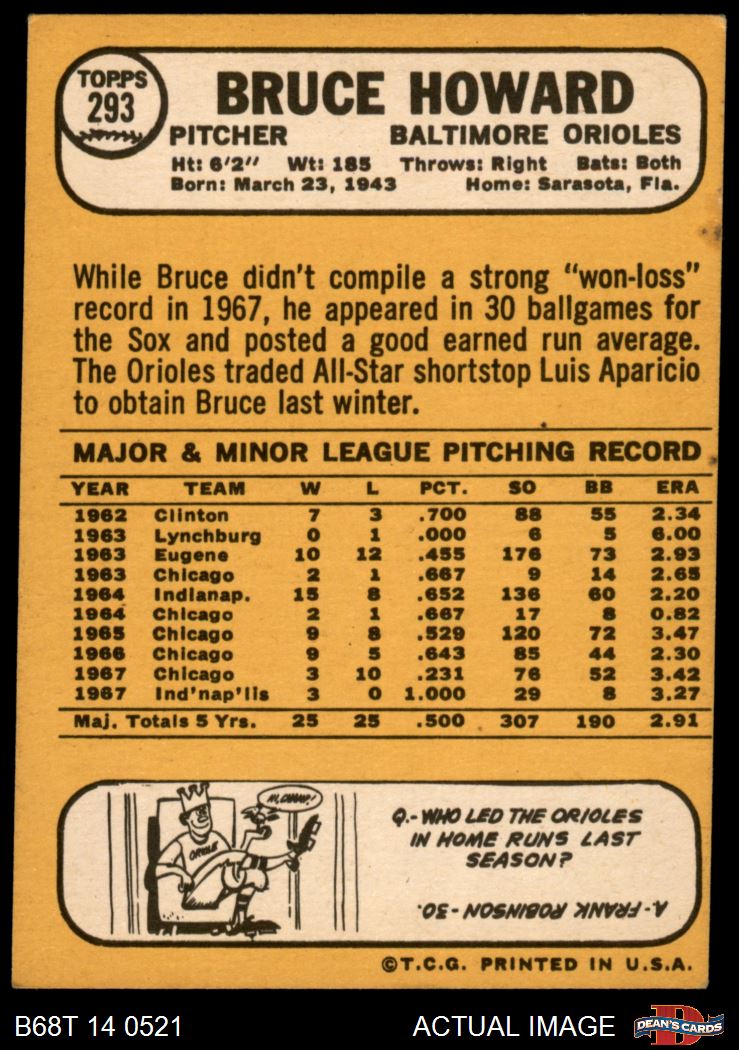 TOPPS
293
BRUCE HOWARD
PITCHER BALTIMORE ORIOLES
Ht: 6'2" Wt: 185 Throws: Right Bats: Both
Born: March 23, 1943 Home: Sarasota, Fla.
While Bruce didn't compile a strong "won-loss"
record in 1967, he appeared in 30 ballgames for
the Sox and posted a good earned run average.
The Orioles traded All-Star shortstop Luis Aparicio
to obtain Bruce last winter.
MAJOR & MINOR LEAGUE PITCHING RECORD
YEAR TEAM W L PCT. SO BB ERA
1962 Clinton 7 3 .700 88 55 2.34
1963 Lynchburg 0 1 .000 6 5 6.00
1963 Eugene 10 12 .455 176 73 2.93
1963 Chicago 2 1 .667 9 14 2.65
1964 Indianap. 15 8 .652 136 60 2.20
1964 Chicago 2 1 .667 17 8 0.82
1965 Chicago 9 8 .529 120 72 3.47
1966 Chicago 9 5 .643 85 44 2.30
1967 Chicago 3 10 .231 76 52 3.42
1967 Ind'nap'lis 3 0 1.000 29 8 3.27
Maj. Totals 5 Yrs. 25 25 .500 307 190 2.91
HI, CHAMP!
ORIOLE
Q.- WHO LED THE ORIOLES
IN HOME RUNS LAST
SEASON?
A- FRANK ROBINSON - 30.
©T.C.G. PRINTED IN U.S.A.
B68T 14 0521 ACTUAL IMAGE
DEAN'S CARDS